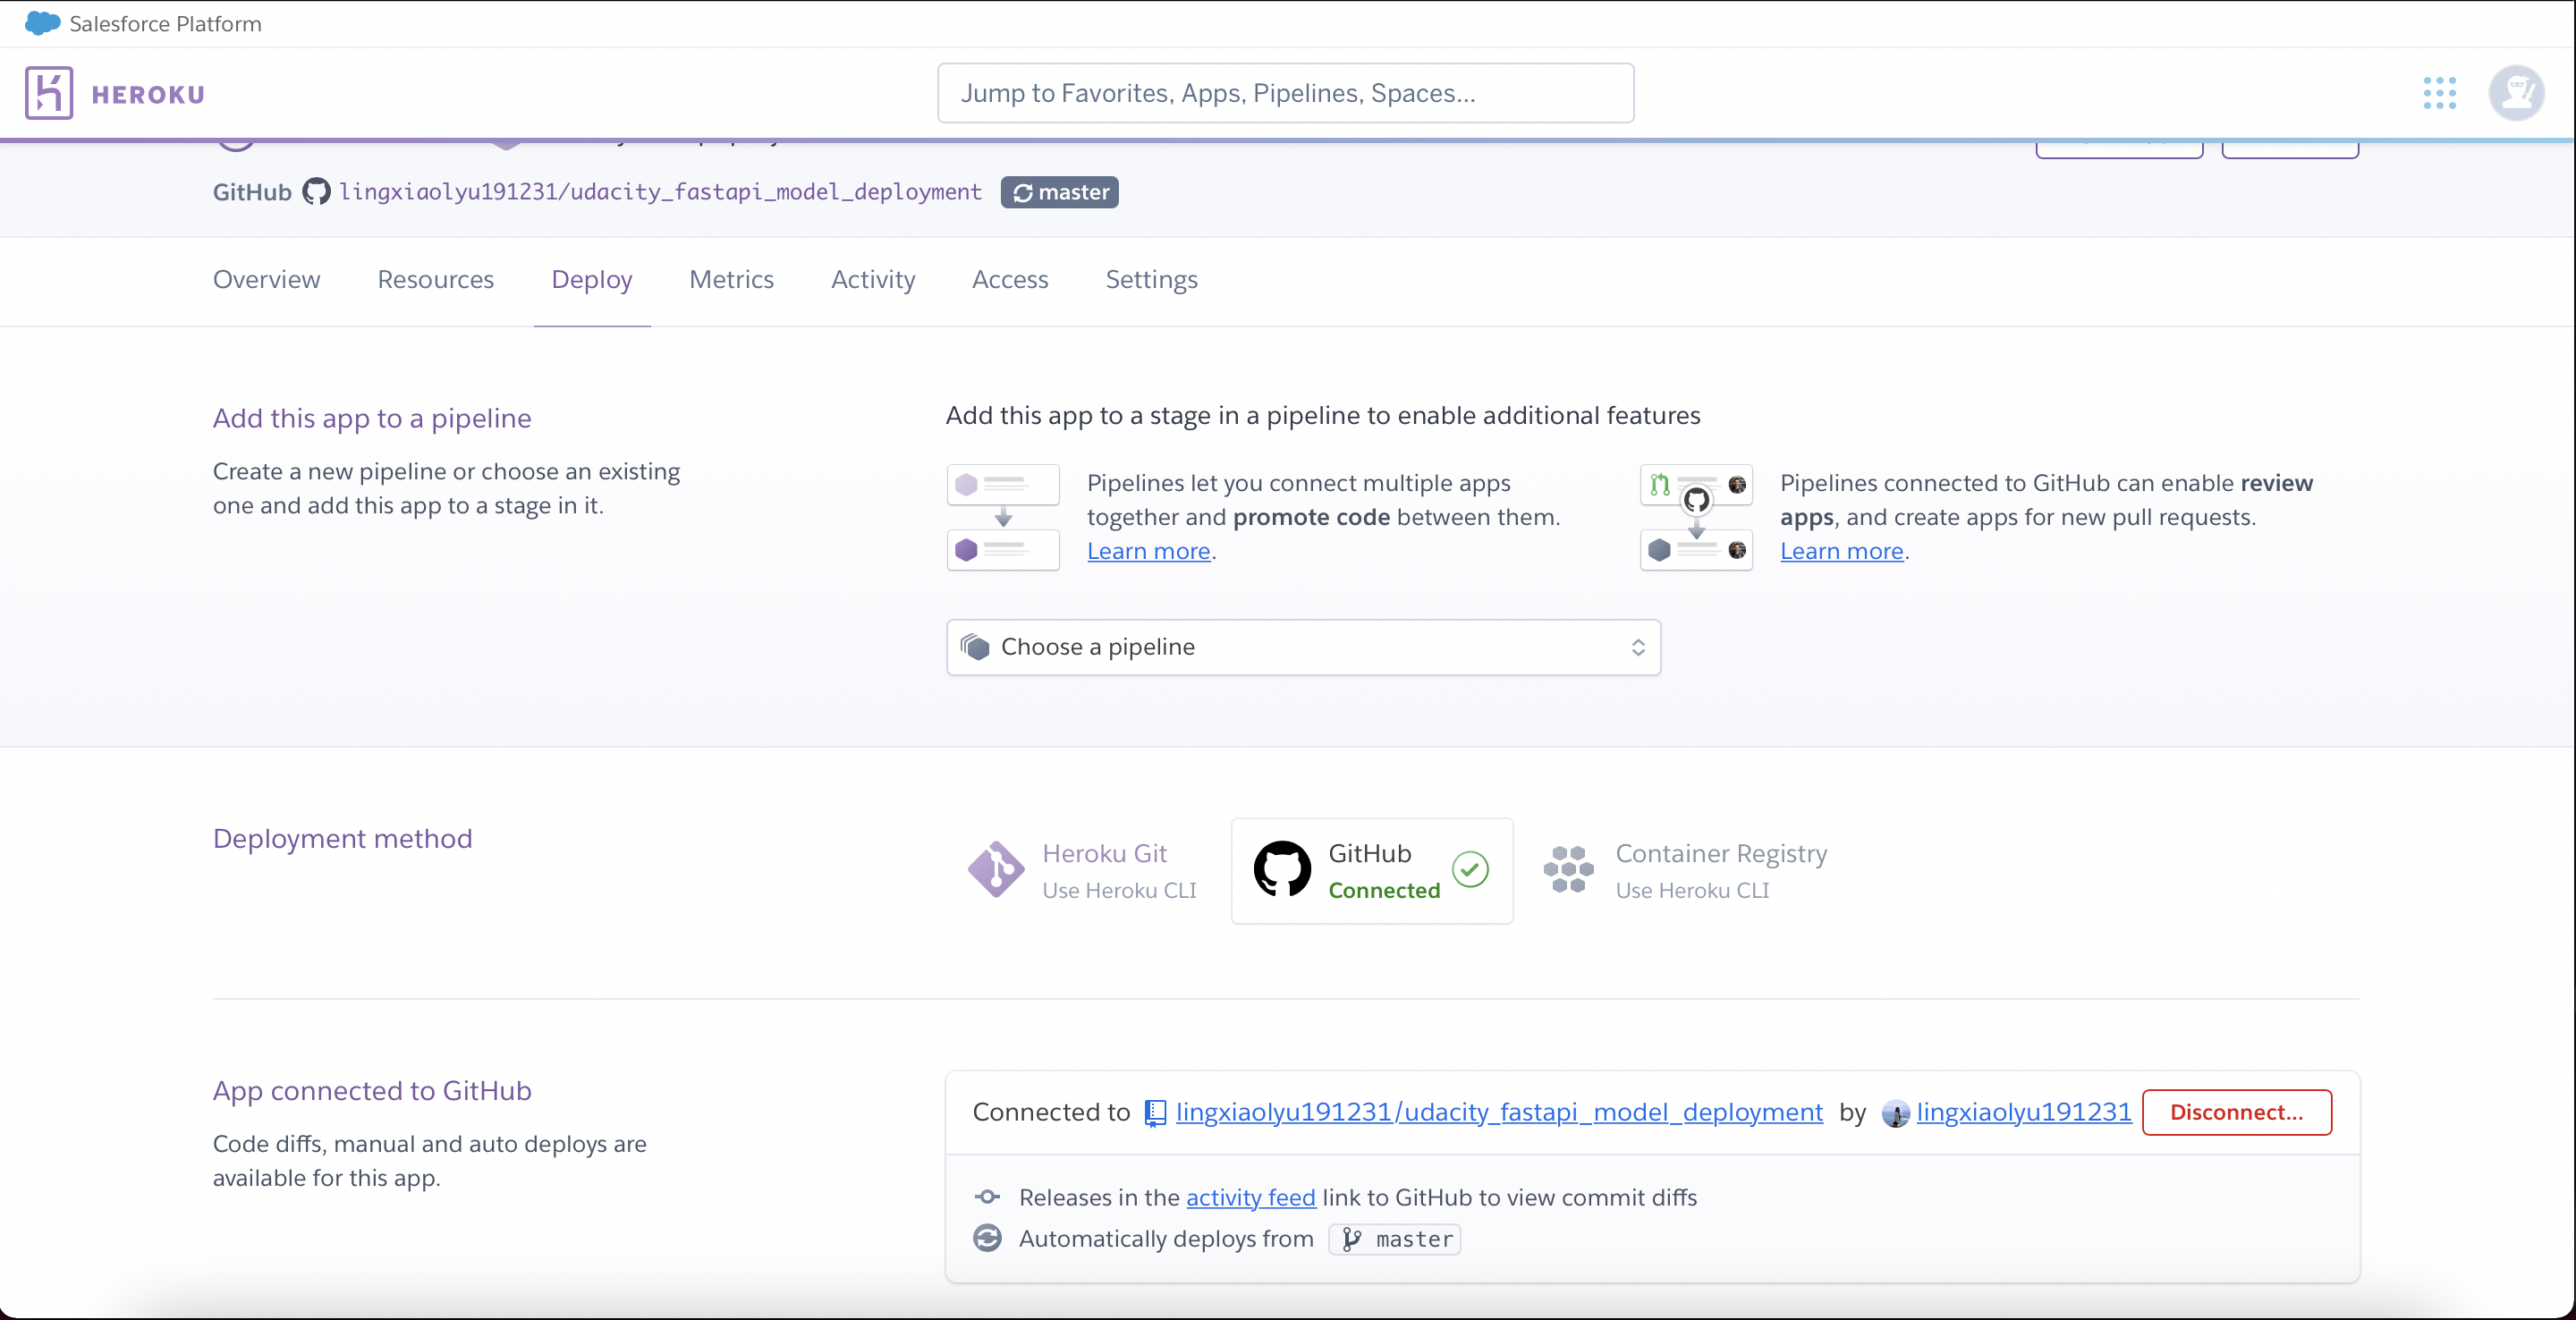 Salesforce Platform
HEROKU
Jump to Favorites, Apps, Pipelines, Spaces...
GitHub lingxiaolyu191231/udacity_fastapi_model_deployment master
Overview Resources Deploy Metrics Activity Access Settings
Add this app to a pipeline
Create a new pipeline or choose an existing
one and add this app to a stage in it.
Add this app to a stage in a pipeline to enable additional features
Pipelines let you connect multiple apps
together and promote code between them.
Learn more.
Pipelines connected to GitHub can enable review
apps, and create apps for new pull requests.
Learn more.
Choose a pipeline
Deployment method
Heroku Git
Use Heroku CLI
GitHub
Connected
Container Registry
Use Heroku CLI
App connected to GitHub
Code diffs, manual and auto deploys are
available for this app.
Connected to lingxiaolyu191231/udacity_fastapi_model_deployment by lingxiaolyu191231 Disconnect...
Releases in the activity feed link to GitHub to view commit diffs
Automatically deploys from master